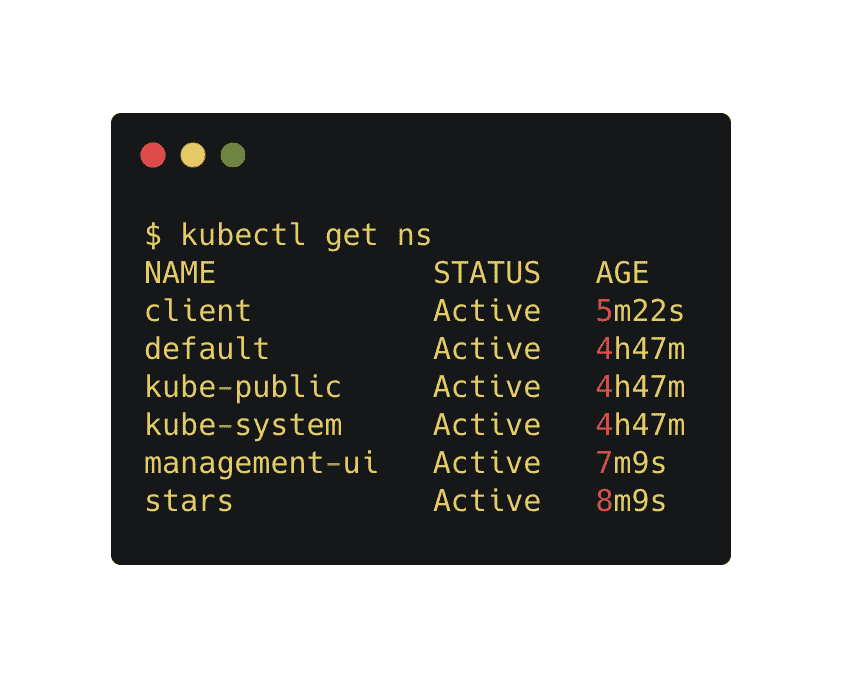 $ kubectl get ns
NAME                STATUS   AGE
client              Active   5m22s
default             Active   4h47m
kube-public         Active   4h47m
kube-system         Active   4h47m
management-ui       Active   7m9s
stars               Active   8m9s